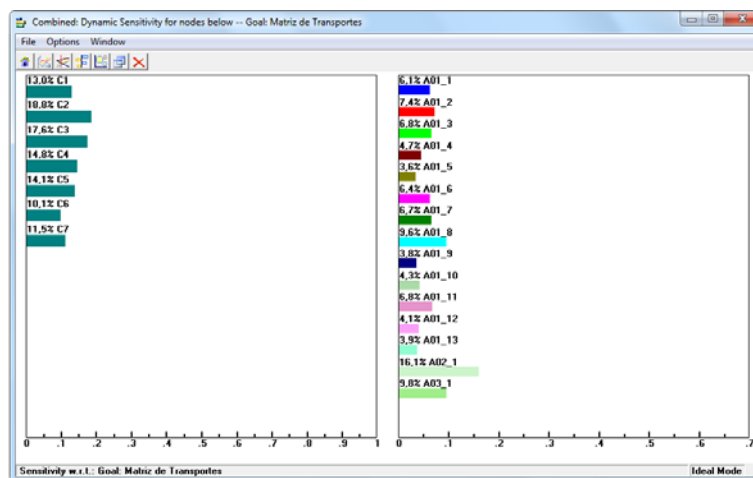 Combined: Dynamic Sensitivity for nodes below -- Goal: Matriz de Transportes
File Options Window
13,0% C1
18,8% C2
17,6% C3
14,8% C4
14,1% C5
10,1% C6
11,5% C7
0 .1 .2 .3 .4 .5 .6 .7 .8 .9 1
6,1% A01_1
7,4% A01_2
6,8% A01_3
4,7% A01_4
3,6% A01_5
6,4% A01_6
6,7% A01_7
9,6% A01_8
3,8% A01_9
4,3% A01_10
6,8% A01_11
4,1% A01_12
3,9% A01_13
16,1% A02_1
9,8% A03_1
0 .1 .2 .3 .4 .5 .6 .7
Sensitivity w.r.t.: Goal: Matriz de Transportes
Ideal Mode